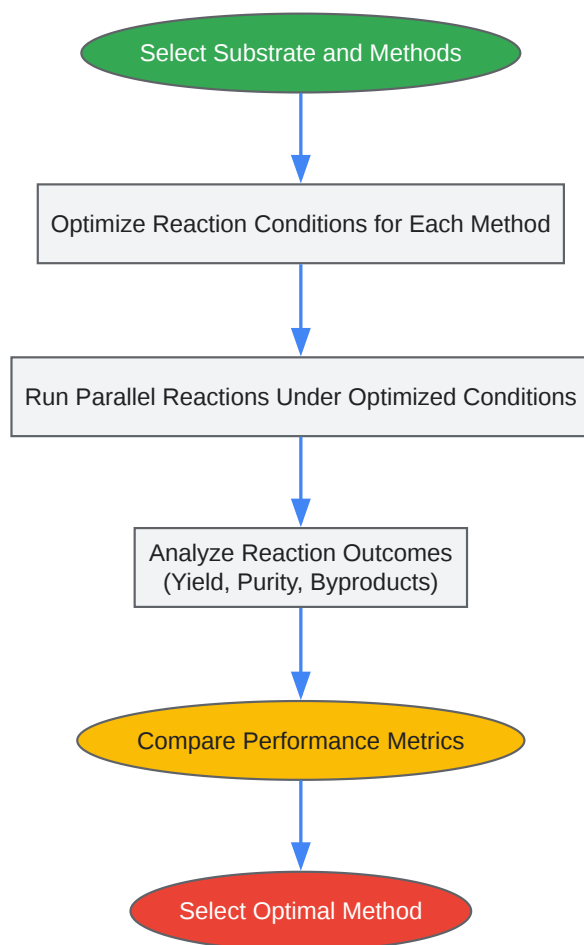 Select Substrate and Methods
Optimize Reaction Conditions for Each Method
Run Parallel Reactions Under Optimized Conditions
Analyze Reaction Outcomes
(Yield, Purity, Byproducts)
Compare Performance Metrics
Select Optimal Method